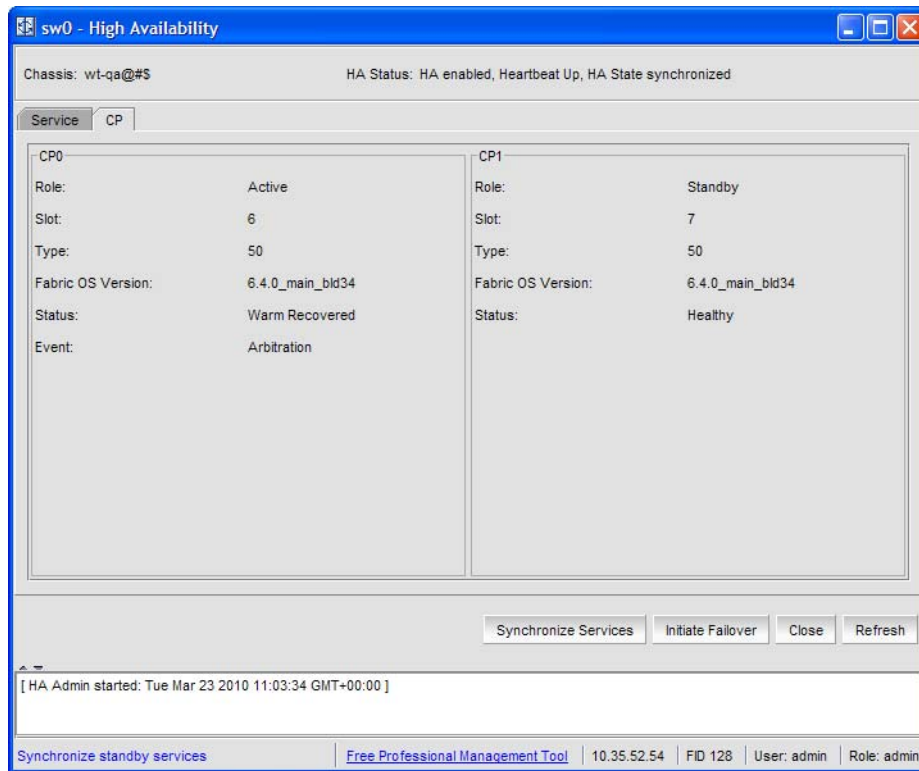 sw0 - High Availability
Chassis: wt-qa@#$ HA Status: HA enabled, Heartbeat Up, HA State synchronized
Service CP
CP0
Role: Active
Slot: 6
Type: 50
Fabric OS Version: 6.4.0_main_bld34
Status: Warm Recovered
Event: Arbitration
CP1
Role: Standby
Slot: 7
Type: 50
Fabric OS Version: 6.4.0_main_bld34
Status: Healthy
Synchronize Services Initiate Failover Close Refresh
[ HA Admin started: Tue Mar 23 2010 11:03:34 GMT+00:00 ]
Synchronize standby services Free Professional Management Tool 10.35.52.54 FID 128 User: admin Role: admin